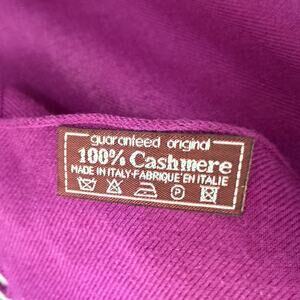 guaranteed original
100% Cashmere
MADE IN ITALY-FABRIQUE EN ITALIE
P